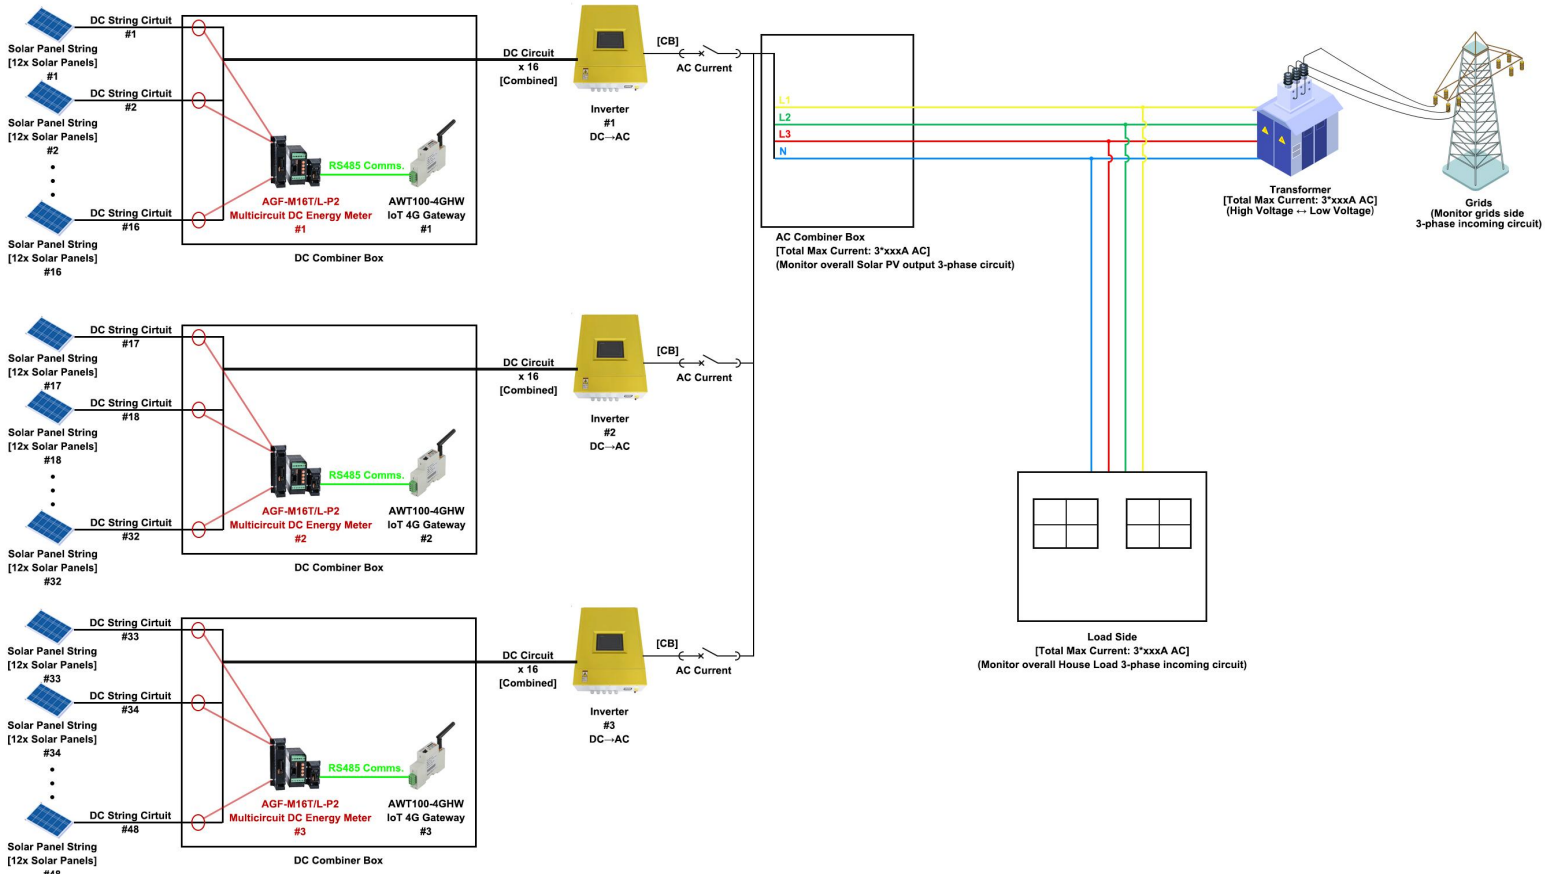 DC String Cirtuit
#1
Solar Panel String
[12x Solar Panels]
#1
DC String Cirtuit
#2
Solar Panel String
[12x Solar Panels]
#2
DC String Cirtuit
#16
Solar Panel String
[12x Solar Panels]
#16
RS485 Comms.
AGF-M16T/L-P2
Multicircuit DC Energy Meter
#1
AWT100-4GHW
IoT 4G Gateway
#1
DC Combiner Box
DC Circuit
x 16
[Combined]
Inverter
#1
DC→AC
[CB]
AC Current
L1
L2
L3
N
AC Combiner Box
[Total Max Current: 3*xxxA AC]
(Monitor overall Solar PV output 3-phase circuit)
Transformer
[Total Max Current: 3*xxxA AC]
(High Voltage ↔ Low Voltage)
Grids
(Monitor grids side
3-phase incoming circuit)
DC String Cirtuit
#17
Solar Panel String
[12x Solar Panels]
#17
DC String Cirtuit
#18
Solar Panel String
[12x Solar Panels]
#18
DC String Cirtuit
#32
Solar Panel String
[12x Solar Panels]
#32
RS485 Comms.
AGF-M16T/L-P2
Multicircuit DC Energy Meter
#2
AWT100-4GHW
IoT 4G Gateway
#2
DC Combiner Box
DC Circuit
x 16
[Combined]
Inverter
#2
DC→AC
[CB]
AC Current
Load Side
[Total Max Current: 3*xxxA AC]
(Monitor overall House Load 3-phase incoming circuit)
DC String Cirtuit
#33
Solar Panel String
[12x Solar Panels]
#33
DC String Cirtuit
#34
Solar Panel String
[12x Solar Panels]
#34
DC String Cirtuit
#48
Solar Panel String
[12x Solar Panels]
#48
RS485 Comms.
AGF-M16T/L-P2
Multicircuit DC Energy Meter
#3
AWT100-4GHW
IoT 4G Gateway
#3
DC Combiner Box
DC Circuit
x 16
[Combined]
Inverter
#3
DC→AC
[CB]
AC Current